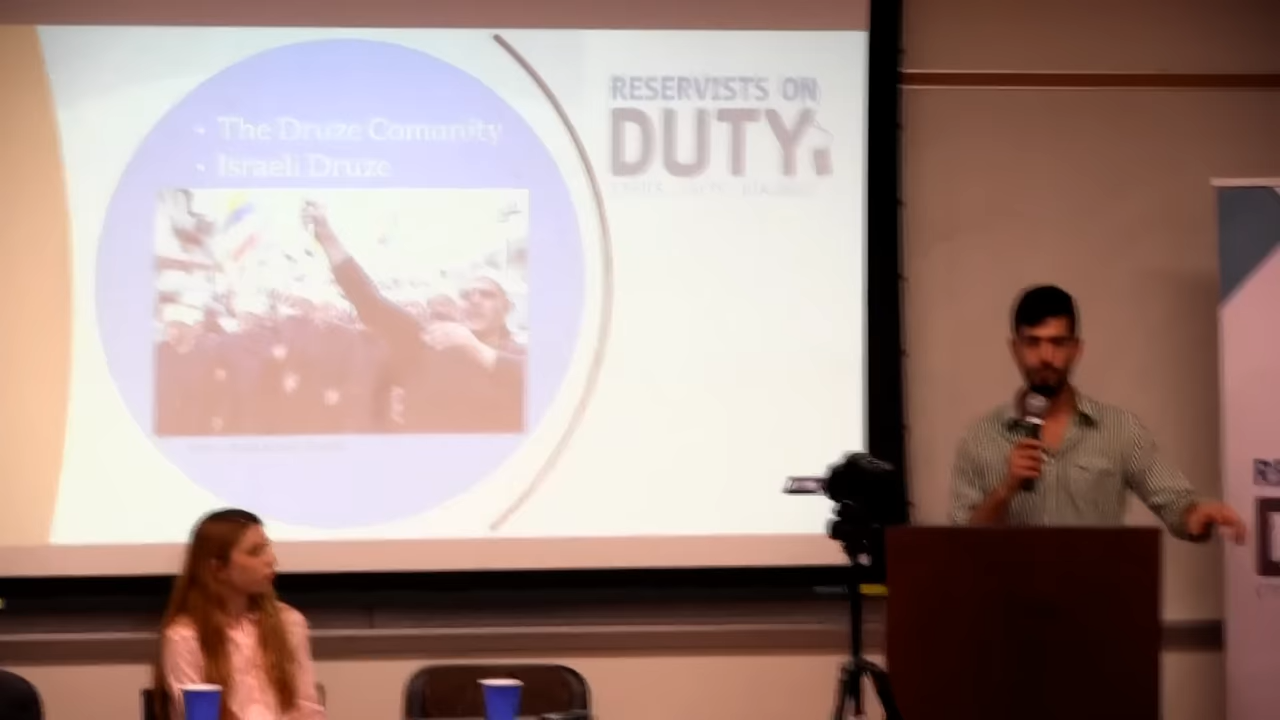 • The Druze Comunity
• Israeli Druze
RESERVISTS ON
DUTY